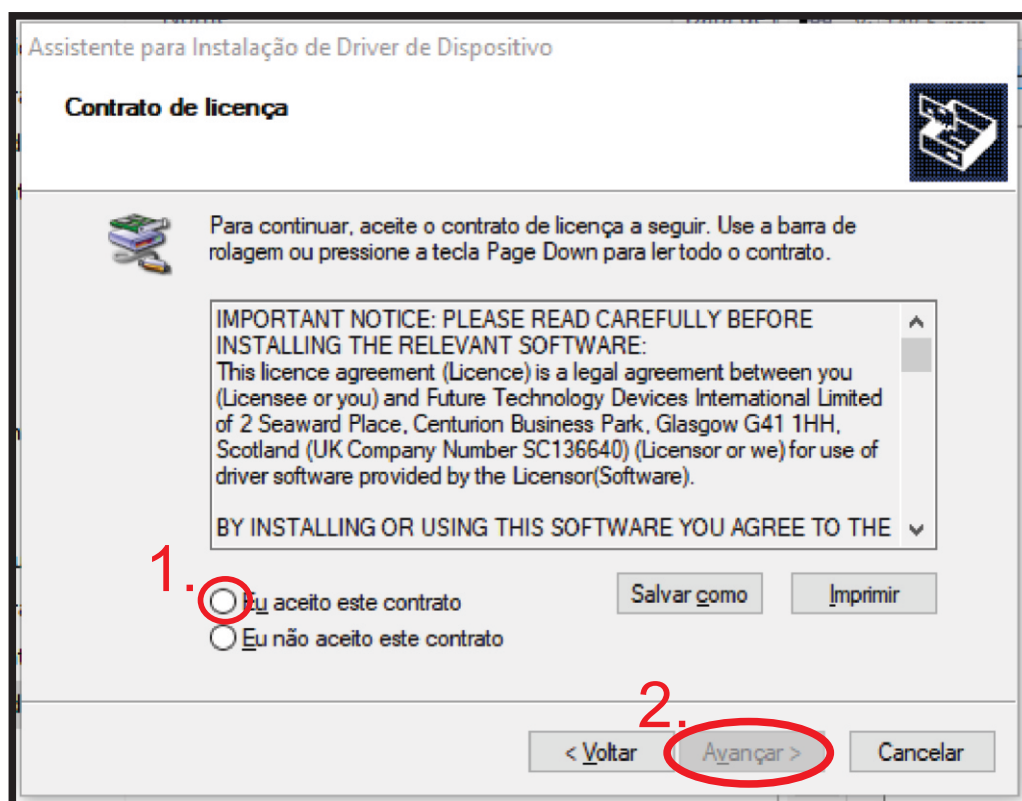 Assistente para Instalação de Driver de Dispositivo
Contrato de licença
Para continuar, aceite o contrato de licença a seguir. Use a barra de
rolagem ou pressione a tecla Page Down para ler todo o contrato.
IMPORTANT NOTICE: PLEASE READ CAREFULLY BEFORE
INSTALLING THE RELEVANT SOFTWARE:
This licence agreement (Licence) is a legal agreement between you
(Licensee or you) and Future Technology Devices International Limited
of 2 Seaward Place, Centurion Business Park, Glasgow G41 1HH,
Scotland (UK Company Number SC136640) (Licensor or we) for use of
driver software provided by the Licensor(Software).
BY INSTALLING OR USING THIS SOFTWARE YOU AGREE TO THE
1.
Eu aceito este contrato
Salvar como
Imprimir
Eu não aceito este contrato
2.
< Voltar
Avançar >
Cancelar